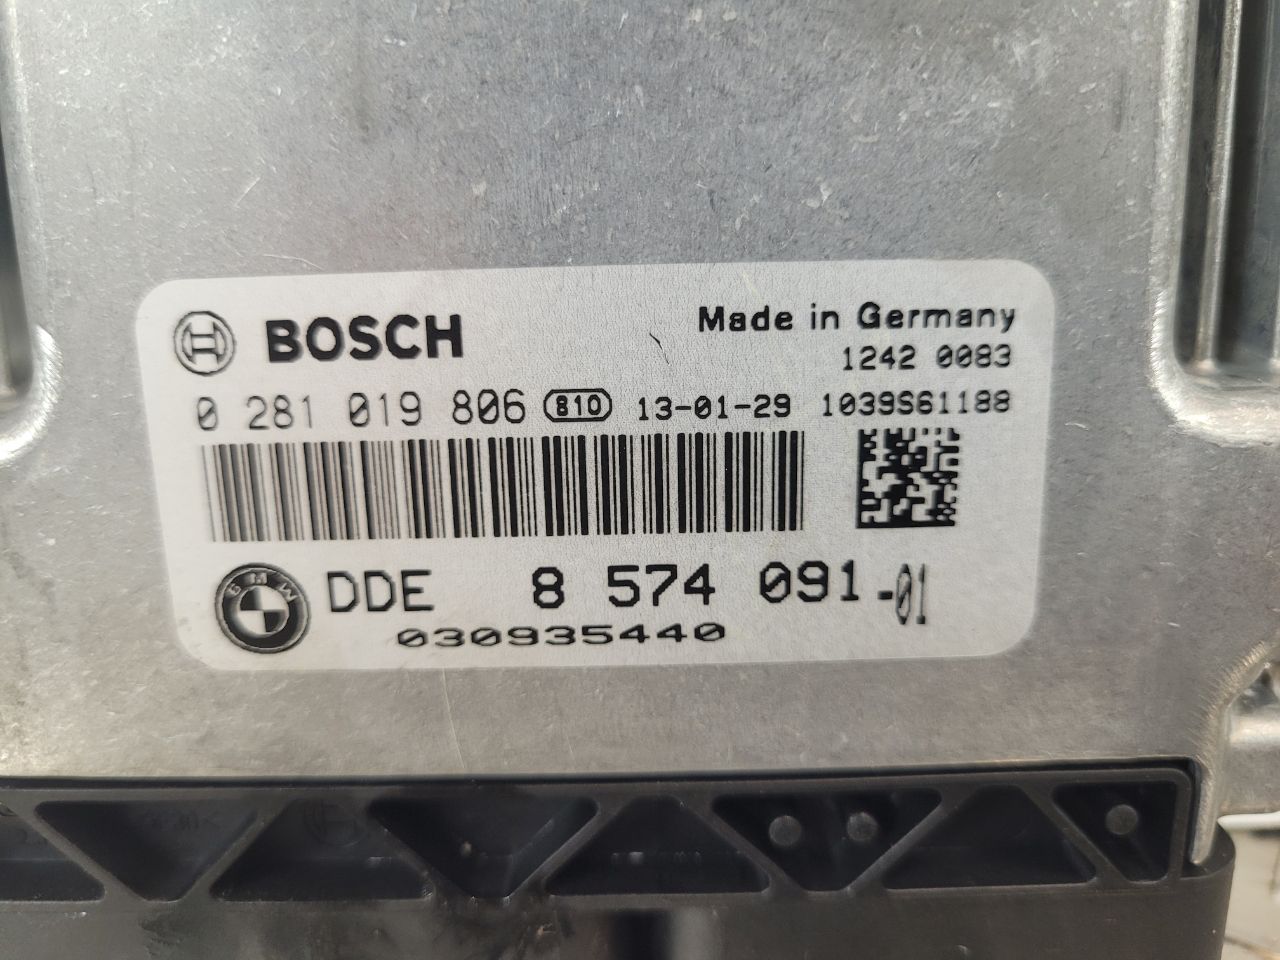 BOSCH
Made in Germany
1242 0083
0 281 019 806 810 13-01-29 1039S61188
BMW DDE 8 574 091-01
030935440